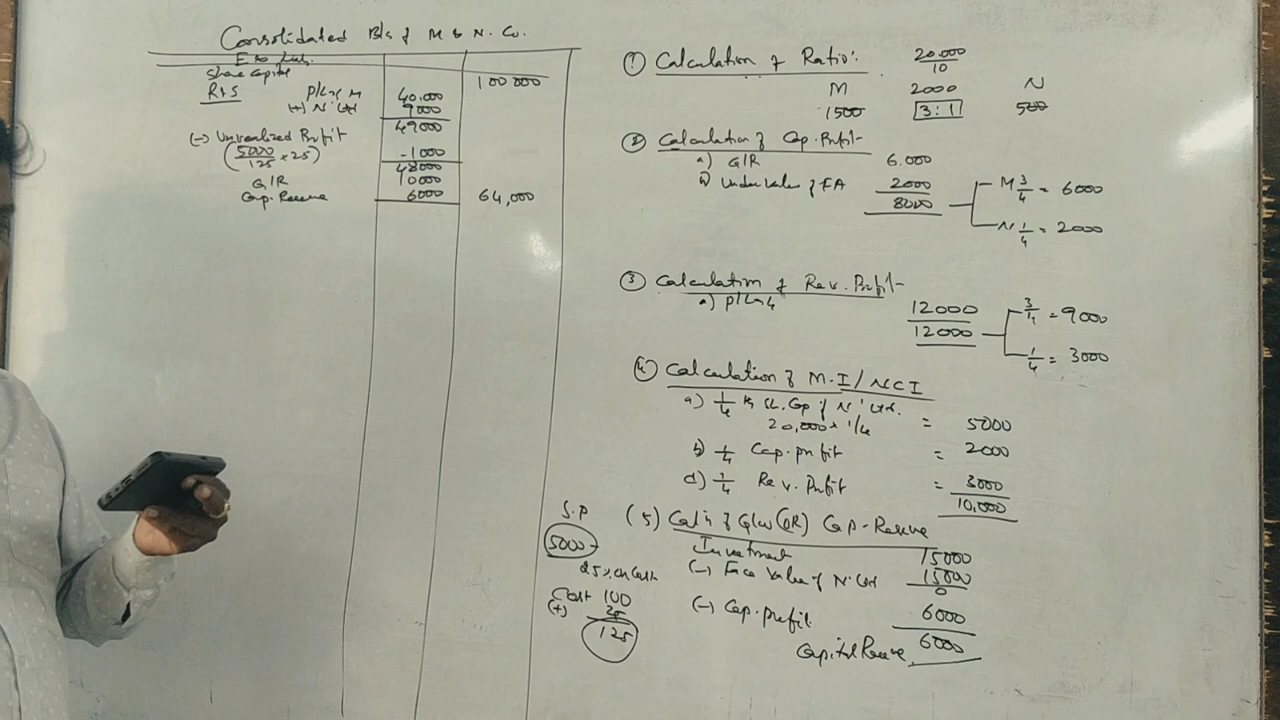 Consolidated B/s of M & N. Co.
E & Lia.
Share Capital 100 000
R & S P/L of M 40,000
(+) N' Ltd 9000
49000
(-) Unrealized Profit
(5000/125 × 25) -1000
48000
G/R 10000
Cap. Reserve 6000 64,000
① Calculation of Ratio: 20,000/10
M 2000 N
1500 3:1 500
② Calculation of Cap. Profit-
a) G/R 6.000
b) Undervalue of FA 2000
8000
M 3/4 = 6000
N 1/4 = 2000
③ Calculation of Rev. Profit-
a) P/L 12000
12000
3/4 = 9000
1/4 = 3000
④ Calculation of M.I/NCI
a) 1/4 th Sh. Cap of N' Ltd.
20,000 × 1/4 = 5000
b) 1/4 Cap. profit = 2000
d) 1/4 Rev. Profit = 3000
10,000
(5) Cal'n of G/w (OR) Cap-Reserve
Investment 15000
(-) Face Value of N' Ltd 15000
0
(-) Cap. profit 6000
Capital Reserve 6000
S.P
5000-
25% on Cost
Cost 100
(+) 25
125